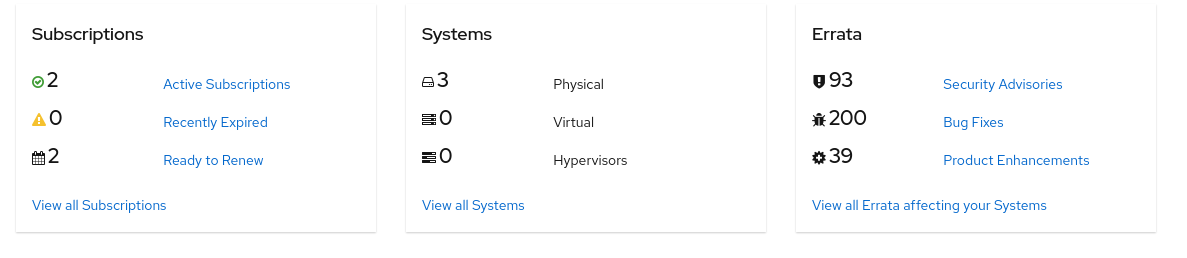 Subscriptions
2 Active Subscriptions
0 Recently Expired
2 Ready to Renew
View all Subscriptions
Systems
3 Physical
0 Virtual
0 Hypervisors
View all Systems
Errata
93 Security Advisories
200 Bug Fixes
39 Product Enhancements
View all Errata affecting your Systems